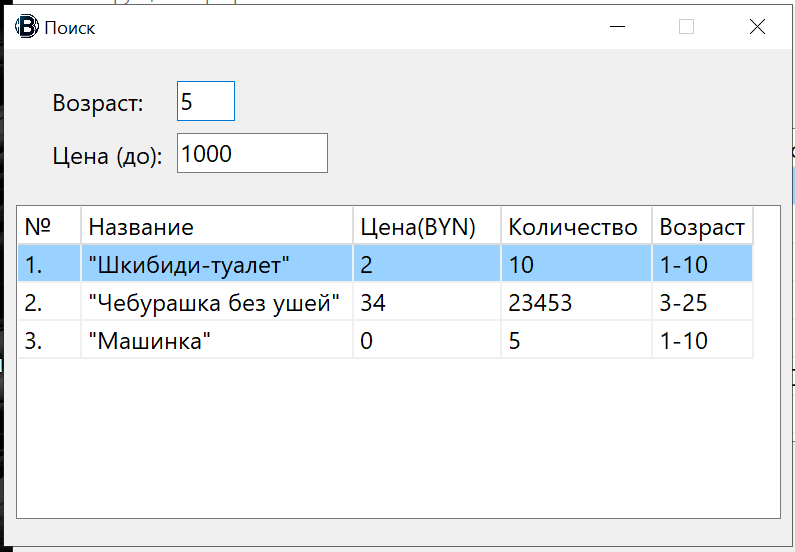 Поиск
Возраст: 5
Цена (до): 1000
№ Название Цена(BYN) Количество Возраст
1. "Шкибиди-туалет" 2 10 1-10
2. "Чебурашка без ушей" 34 23453 3-25
3. "Машинка" 0 5 1-10